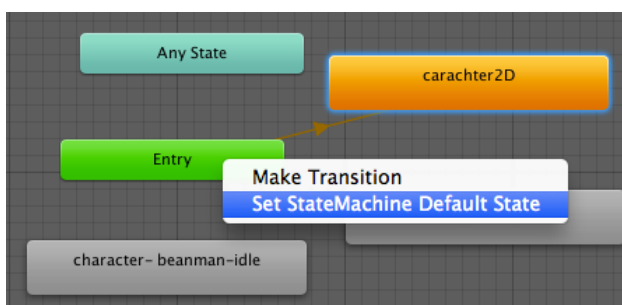 Any State
carachter2D
Entry
Make Transition
Set StateMachine Default State
character- beanman-idle